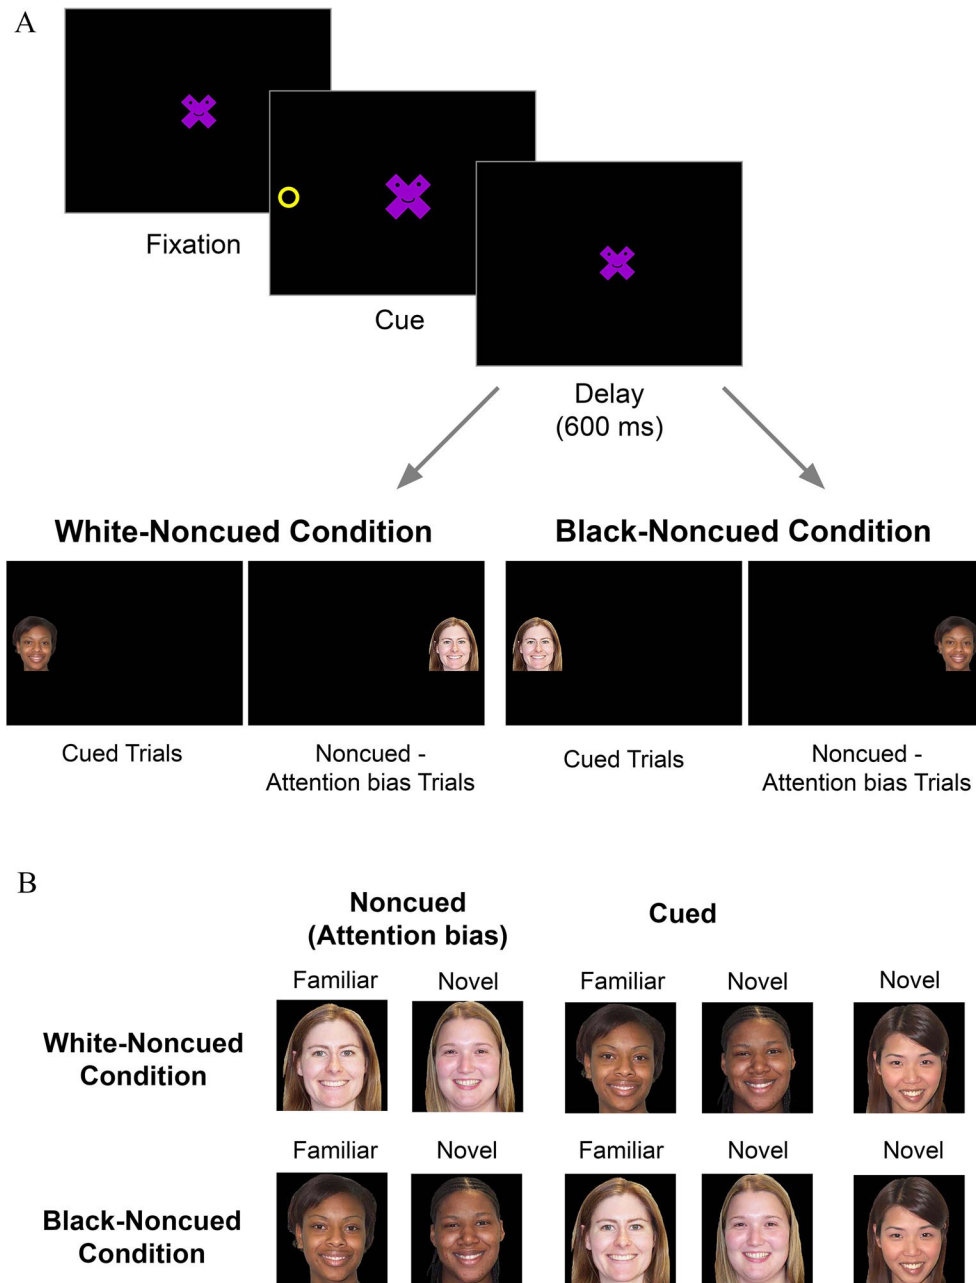 A
Fixation
Cue
Delay
(600 ms)
White-Noncued Condition
Black-Noncued Condition
Cued Trials
Noncued -
Attention bias Trials
Cued Trials
Noncued -
Attention bias Trials
B
Noncued
(Attention bias)
Cued
Familiar
Novel
Familiar
Novel
Novel
White-Noncued
Condition
Familiar
Novel
Familiar
Novel
Novel
Black-Noncued
Condition